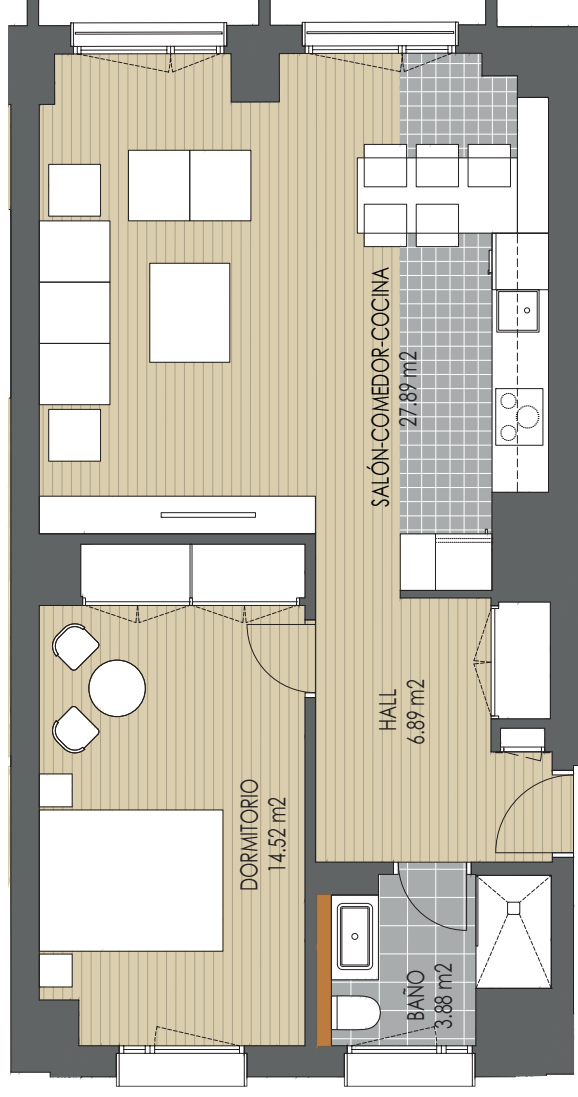 SALÓN-COMEDOR-COCINA
27.89 m2
HALL
6.89 m2
DORMITORIO
14.52 m2
BAÑO
3.88 m2